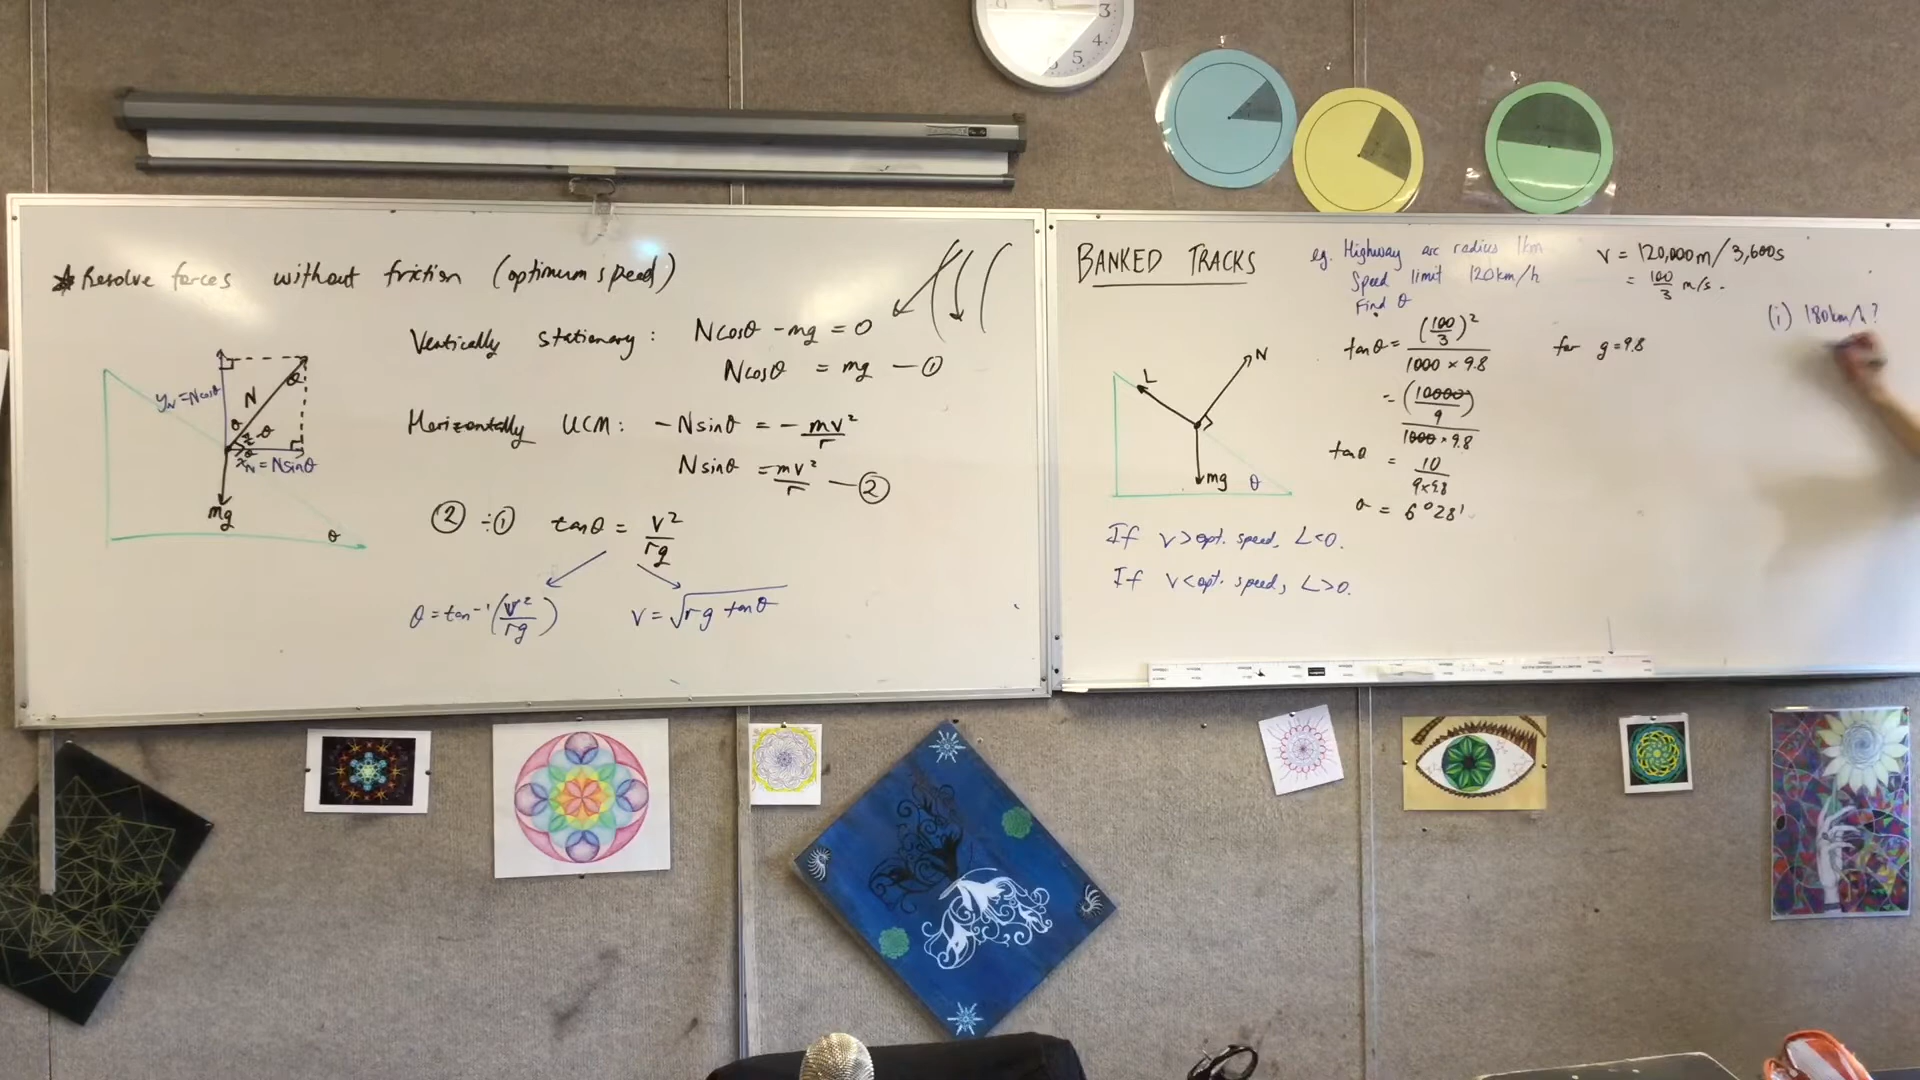 * Resolve forces without friction (optimum speed)
Vertically stationary: Ncosθ - mg = 0
Ncosθ = mg — ①
Horizontally UCM: -Nsinθ = - mv²/r
Nsinθ = mv²/r — ②
② ÷ ① tanθ = v²/rg
θ = tan⁻¹(v²/rg) v = √rg tanθ
yN = Ncosθ
N
θ
θ
π/2 - θ
xN = Nsinθ
mg
θ
BANKED TRACKS
eg. Highway arc radius 1km
Speed limit 120km/h
Find θ
v = 120,000m / 3,600s
= 100/3 m/s.
(i) 180km/h?
tanθ = (100/3)² / 1000 × 9.8 for g = 9.8
= (10000/9) / 1000 × 9.8
tanθ = 10 / 9×9.8
θ = 6°28'
L
N
mg
θ
If v > opt. speed, L < 0.
If v < opt. speed, L > 0.
3
4
5